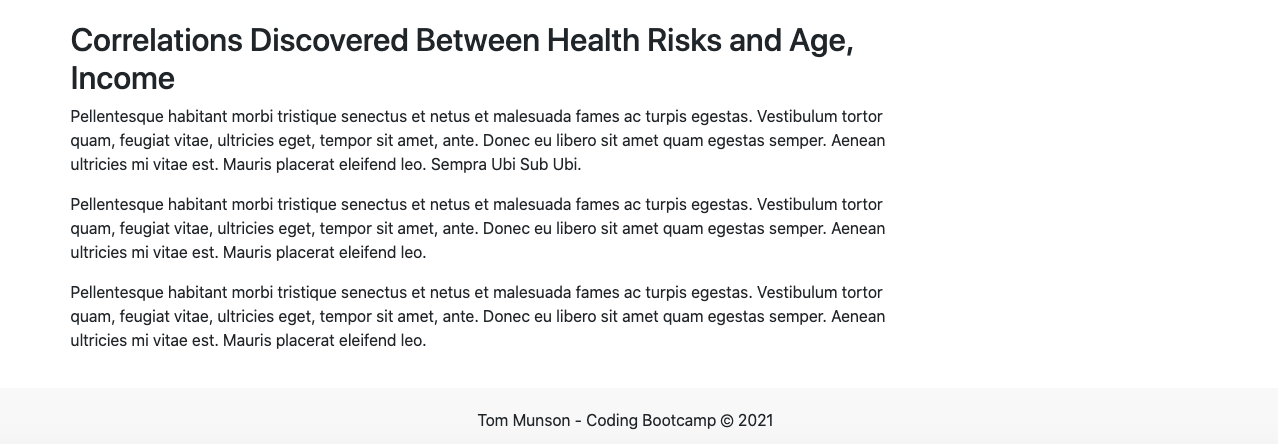 Correlations Discovered Between Health Risks and Age,
Income
Pellentesque habitant morbi tristique senectus et netus et malesuada fames ac turpis egestas. Vestibulum tortor
quam, feugiat vitae, ultricies eget, tempor sit amet, ante. Donec eu libero sit amet quam egestas semper. Aenean
ultricies mi vitae est. Mauris placerat eleifend leo. Sempra Ubi Sub Ubi.
Pellentesque habitant morbi tristique senectus et netus et malesuada fames ac turpis egestas. Vestibulum tortor
quam, feugiat vitae, ultricies eget, tempor sit amet, ante. Donec eu libero sit amet quam egestas semper. Aenean
ultricies mi vitae est. Mauris placerat eleifend leo.
Pellentesque habitant morbi tristique senectus et netus et malesuada fames ac turpis egestas. Vestibulum tortor
quam, feugiat vitae, ultricies eget, tempor sit amet, ante. Donec eu libero sit amet quam egestas semper. Aenean
ultricies mi vitae est. Mauris placerat eleifend leo.
Tom Munson - Coding Bootcamp © 2021